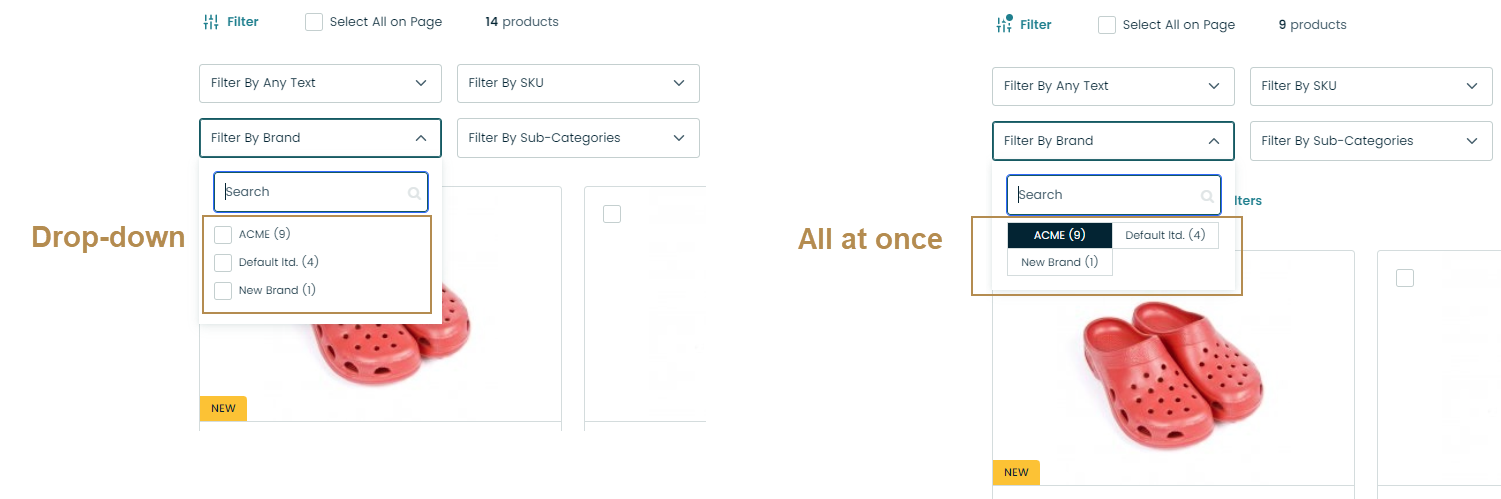 Filter
Select All on Page
14 products
Filter By Any Text
Filter By SKU
Filter By Brand
Filter By Sub-Categories
Search
Drop-down
ACME (9)
Default ltd. (4)
New Brand (1)
NEW
Filter
Select All on Page
9 products
Filter By Any Text
Filter By SKU
Filter By Brand
Filter By Sub-Categories
Search
All at once
ACME (9)
Default ltd. (4)
New Brand (1)
NEW